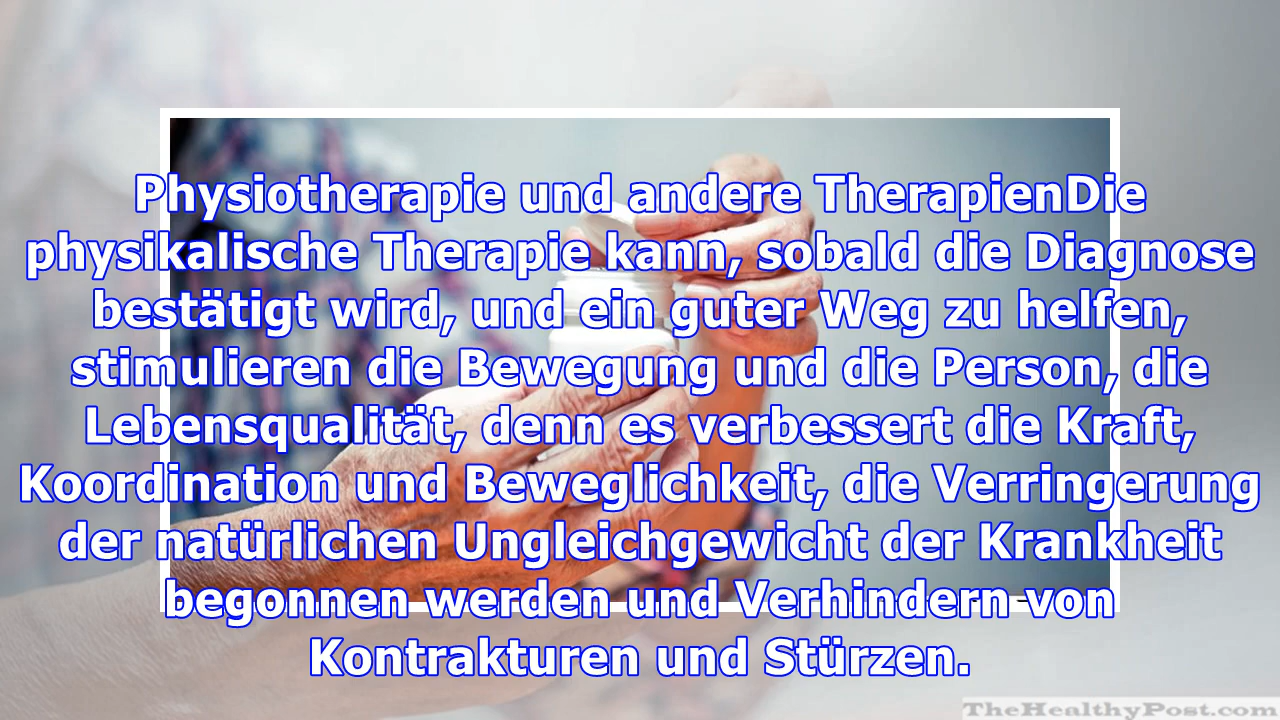 Physiotherapie und andere TherapienDie
physikalische Therapie kann, sobald die Diagnose
bestätigt wird, und ein guter Weg zu helfen,
stimulieren die Bewegung und die Person, die
Lebensqualität, denn es verbessert die Kraft,
Koordination und Beweglichkeit, die Verringerung
der natürlichen Ungleichgewicht der Krankheit
begonnen werden und Verhindern von
Kontrakturen und Stürzen.
TheHealthyPost.com